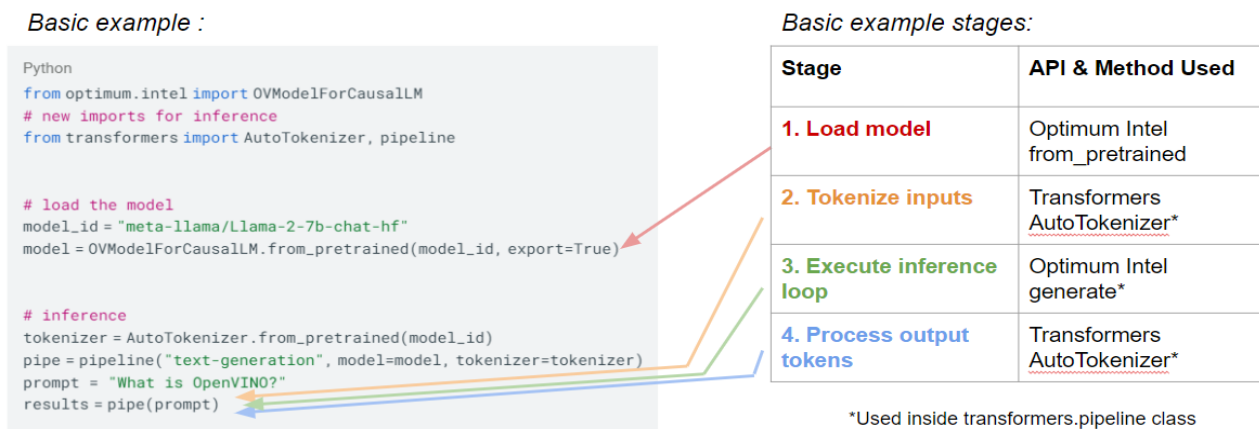 Basic example :
Python
from optimum.intel import OVModelForCausalLM
# new imports for inference
from transformers import AutoTokenizer, pipeline
# load the model
model_id = "meta-llama/Llama-2-7b-chat-hf"
model = OVModelForCausalLM.from_pretrained(model_id, export=True)
# inference
tokenizer = AutoTokenizer.from_pretrained(model_id)
pipe = pipeline("text-generation", model=model, tokenizer=tokenizer)
prompt = "What is OpenVINO?"
results = pipe(prompt)
Basic example stages:
Stage
API & Method Used
1. Load model
Optimum Intel
from_pretrained
2. Tokenize inputs
Transformers
AutoTokenizer*
3. Execute inference
loop
Optimum Intel
generate*
4. Process output
tokens
Transformers
AutoTokenizer*
*Used inside transformers.pipeline class